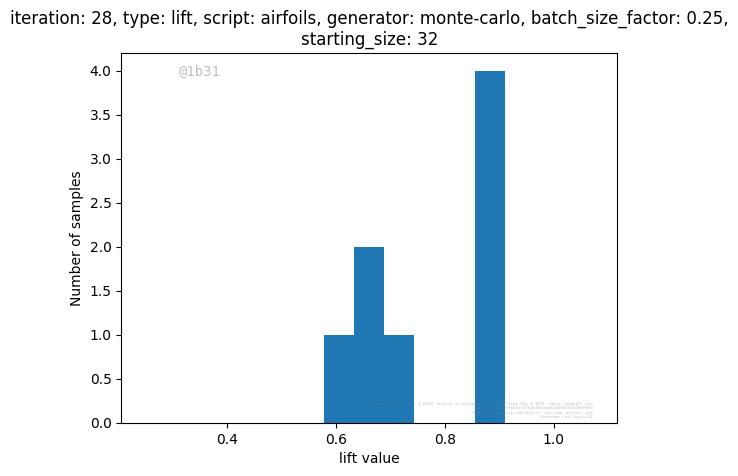 iteration: 28, type: lift, script: airfoils, generator: monte-carlo, batch_size_factor: 0.25,
starting_size: 32
@1b31
4.0
3.5
3.0
2.5
2.0
1.5
1.0
0.5
0.0
Number of samples
0.4 0.6 0.8 1.0
lift value